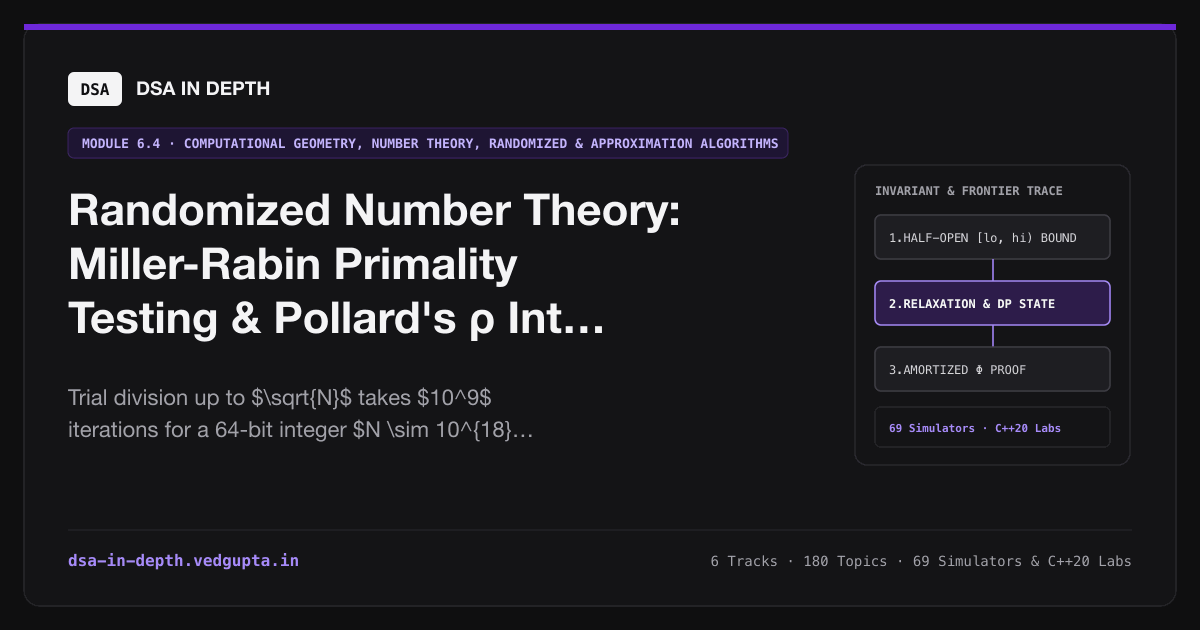 DSA
DSA IN DEPTH
MODULE 6.4 · COMPUTATIONAL GEOMETRY, NUMBER THEORY, RANDOMIZED & APPROXIMATION ALGORITHMS
Randomized Number Theory:
Miller-Rabin Primality
Testing & Pollard's ρ Int...
Trial division up to $\sqrt{N}$ takes $10^9$
iterations for a 64-bit integer $N \sim 10^{18}...
INVARIANT & FRONTIER TRACE
1.HALF-OPEN [lo, hi) BOUND
2.RELAXATION & DP STATE
3.AMORTIZED Φ PROOF
69 Simulators · C++20 Labs
dsa-in-depth.vedgupta.in
6 Tracks · 180 Topics · 69 Simulators & C++20 Labs